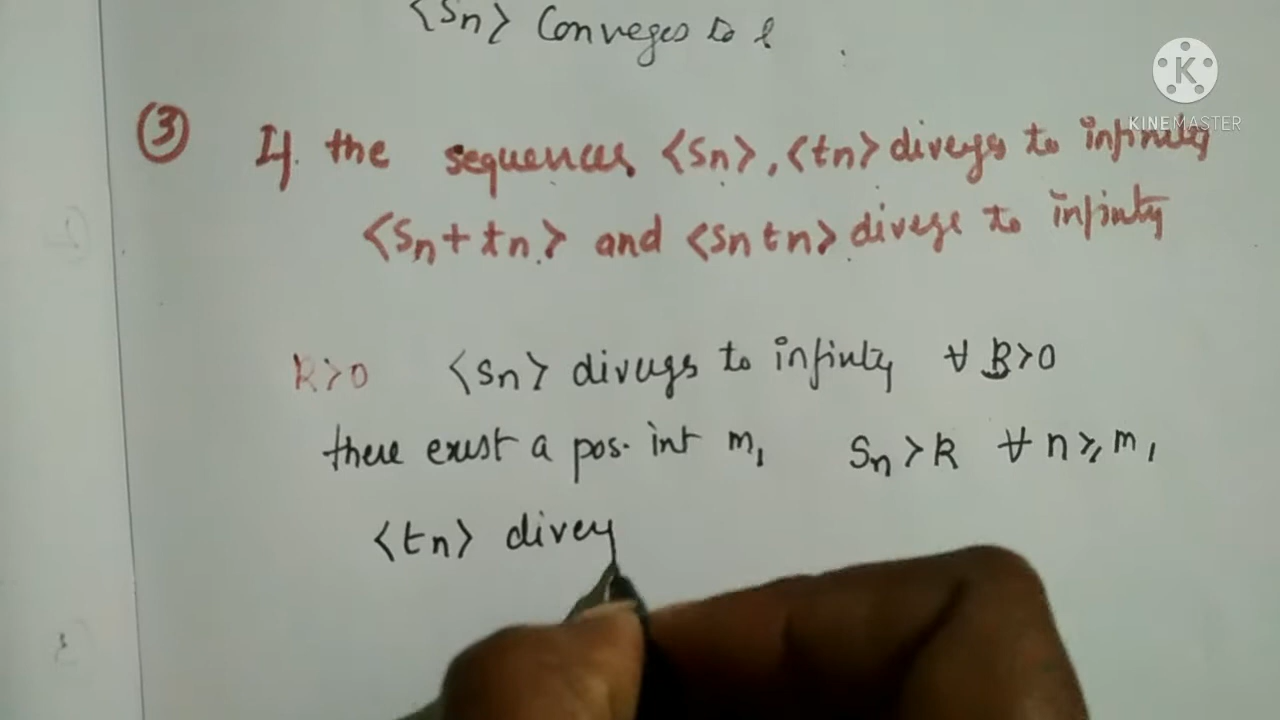 <Sn> Conveges to l
K
KINEMASTER
③ If the sequences <Sn>, <tn> diverges to infinity
<Sn + tn> and <Sn tn> diverge to infinity
k>0 <Sn> diverges to infinity ∀ k>0
there exist a pos. int m₁ Sn > k ∀ n ≥ m₁
<tn> diverg